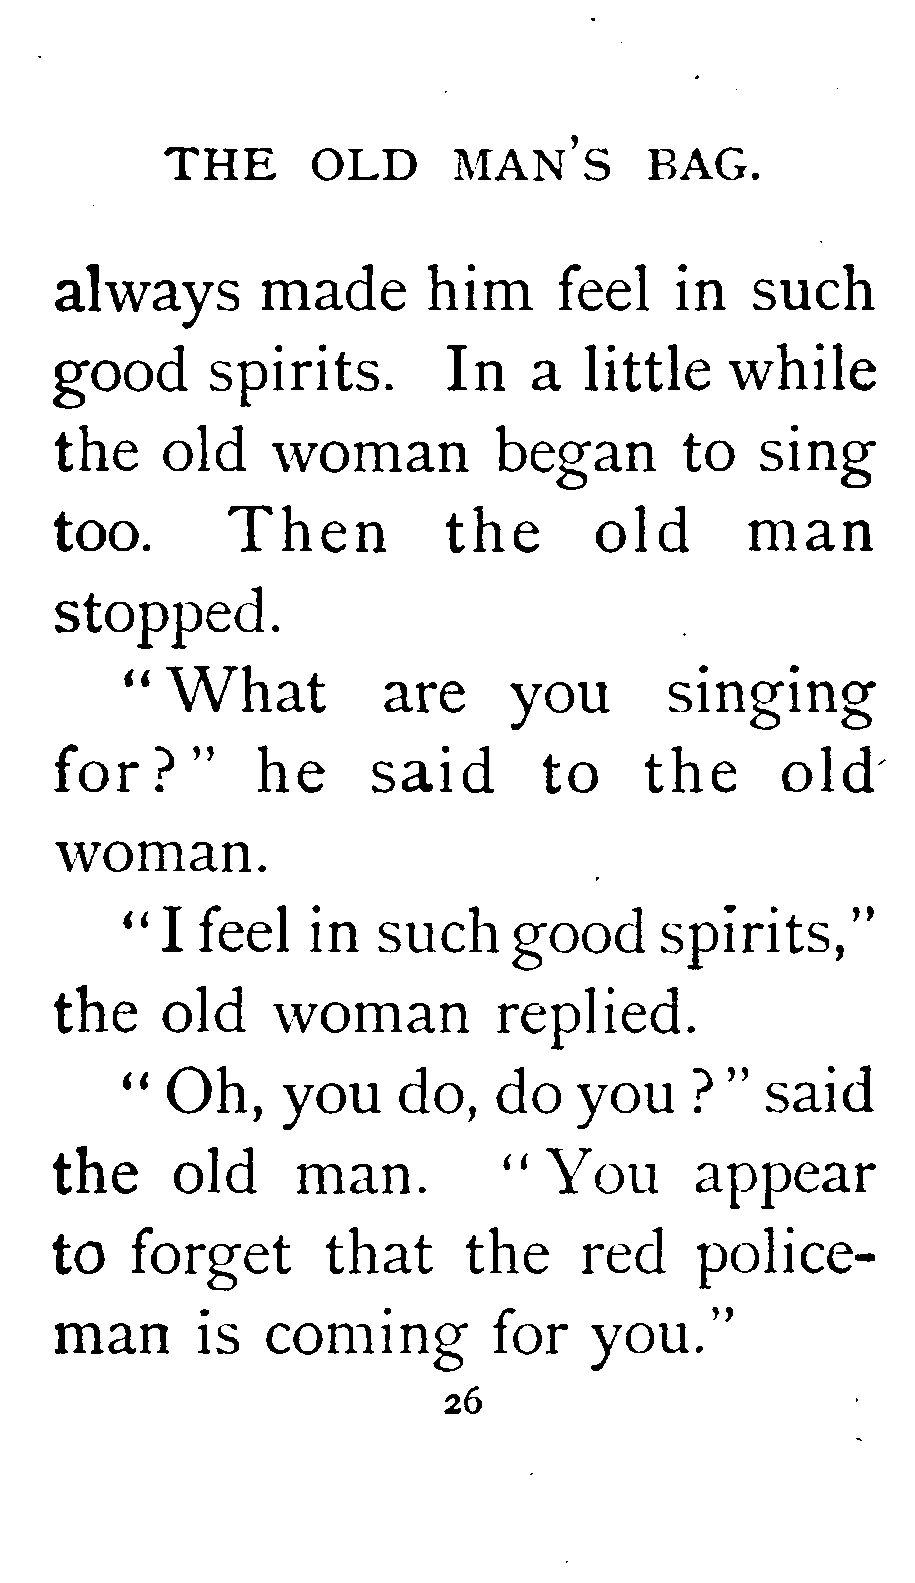 THE OLD MAN'S BAG.
always made him feel in such
good spirits. In a little while
the old woman began to sing
too. Then the old man
stopped.
"What are you singing
for?" he said to the old
woman.
"I feel in such good spirits,"
the old woman replied.
"Oh, you do, do you?" said
the old man. "You appear
to forget that the red police-
man is coming for you."
26